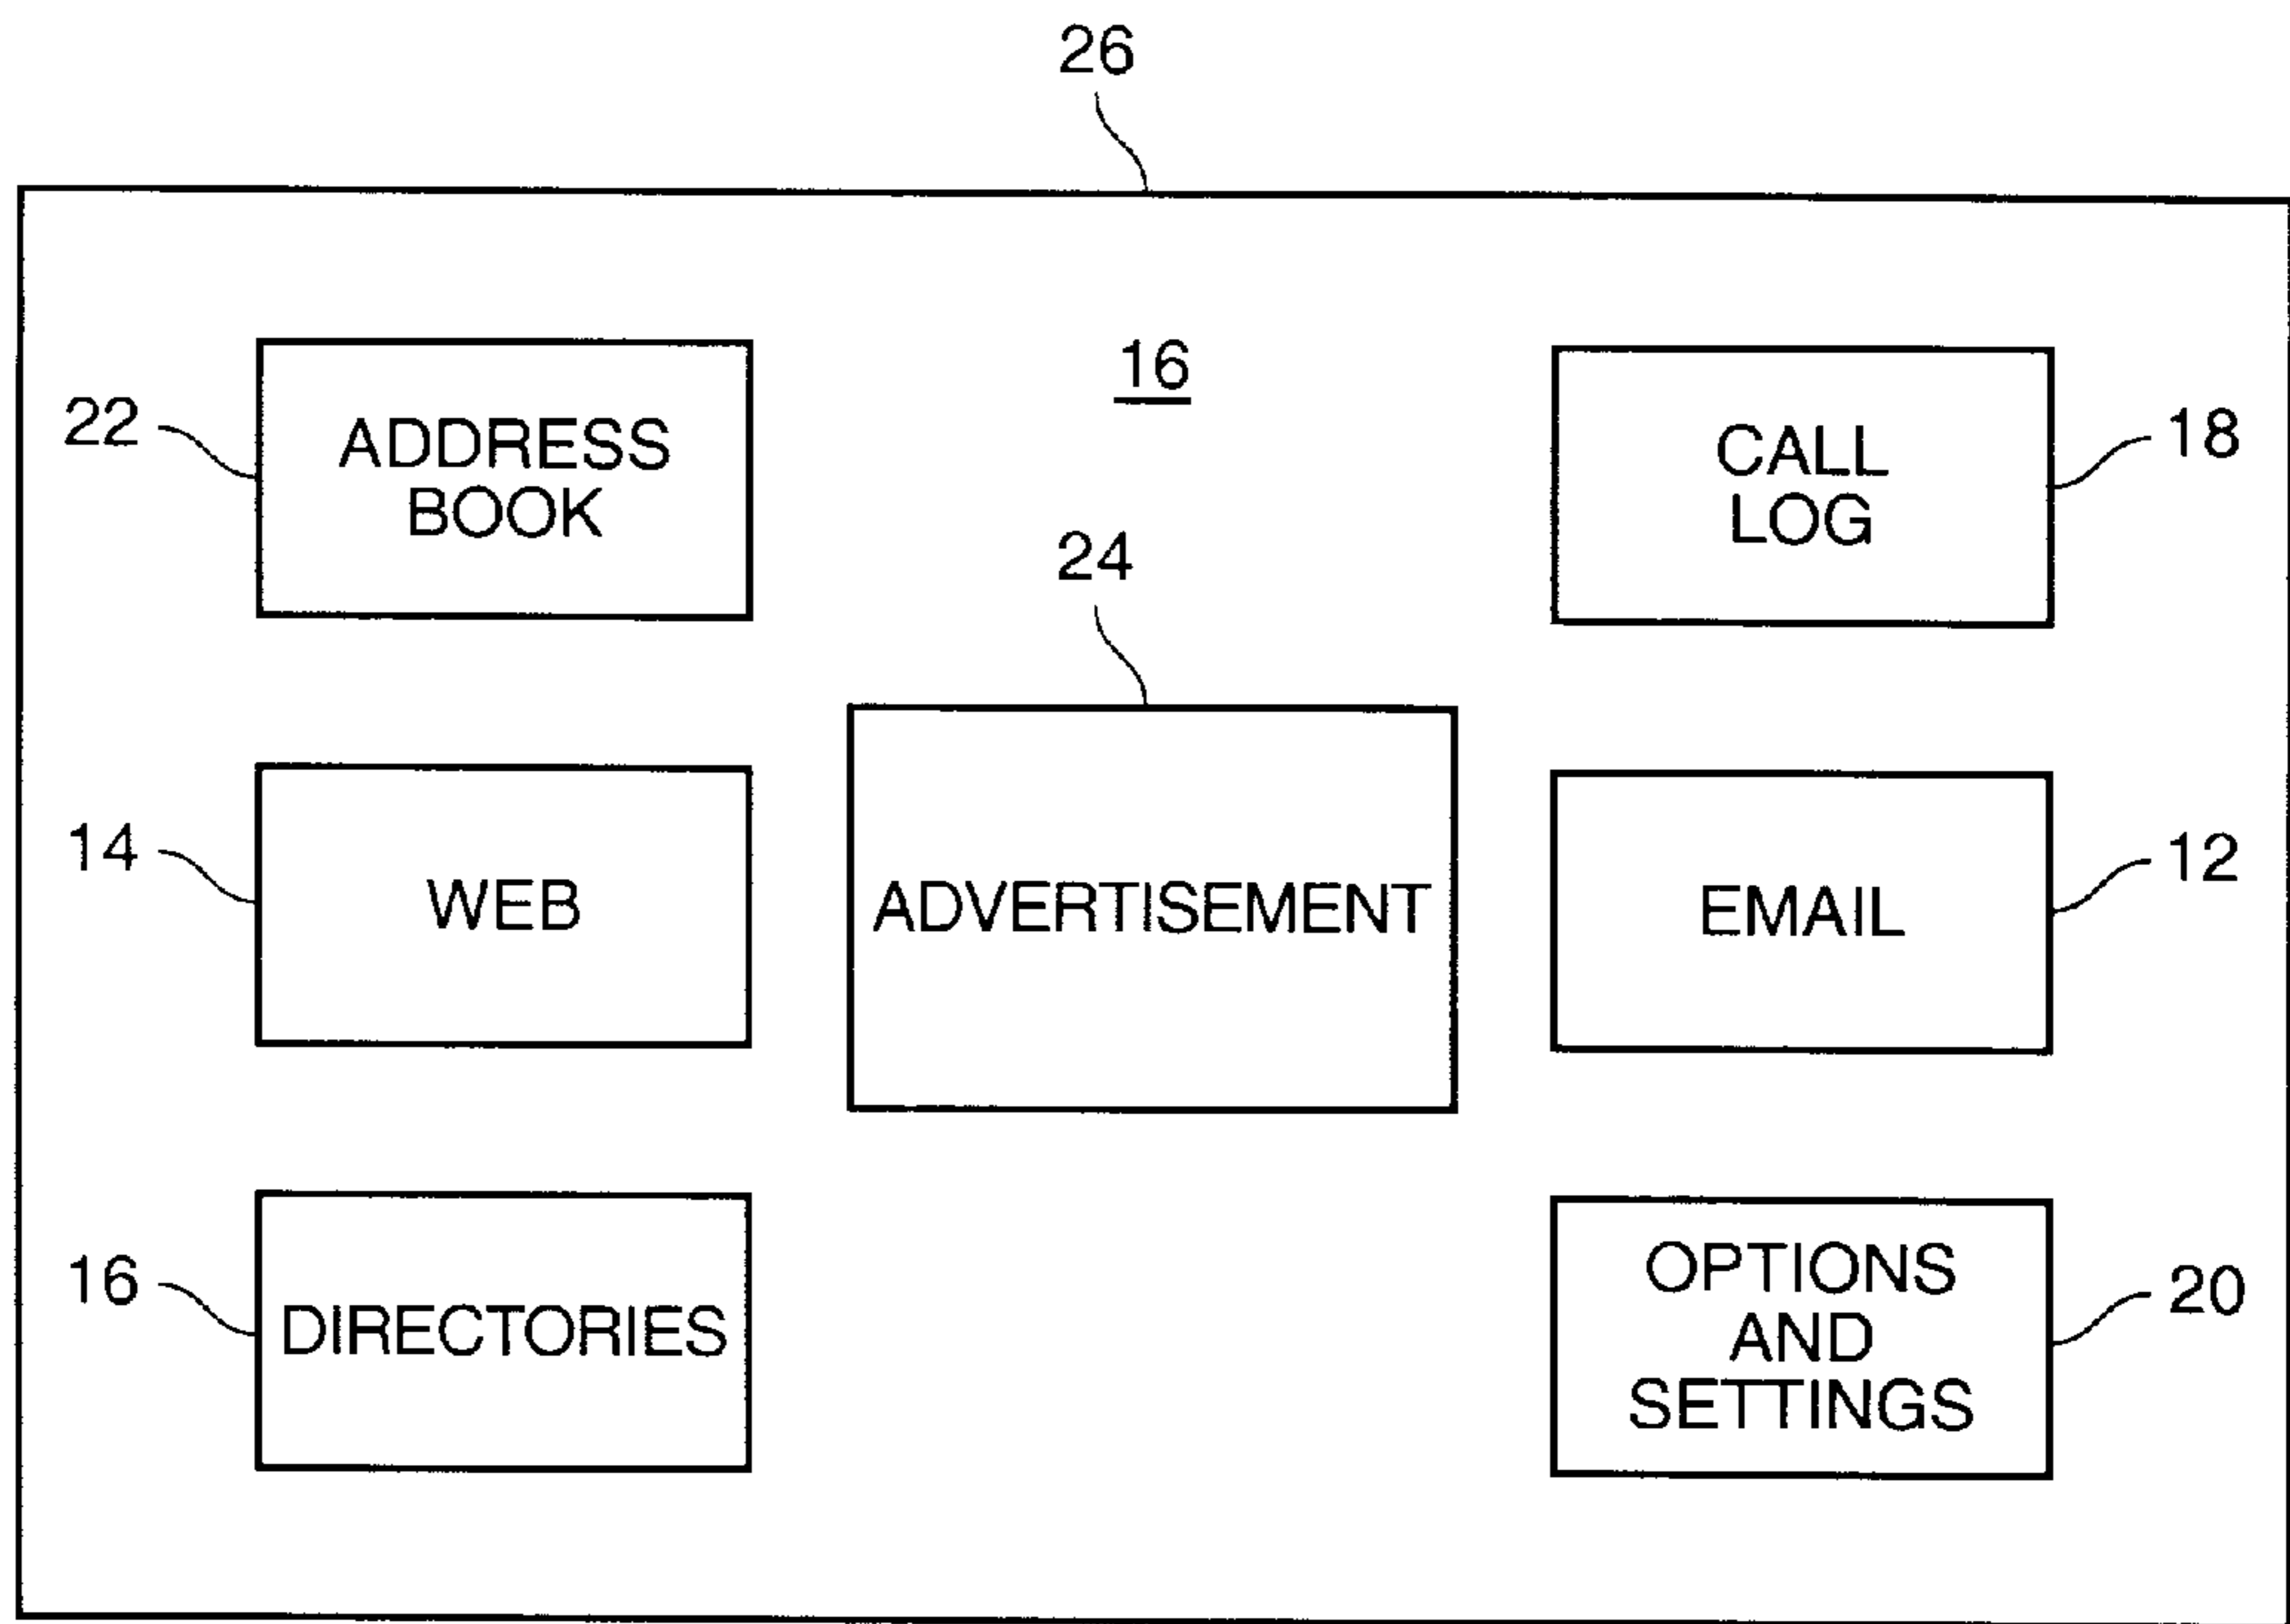 26
16
22
ADDRESS
BOOK
CALL
LOG
18
24
14
WEB
ADVERTISEMENT
EMAIL
12
16
DIRECTORIES
OPTIONS
AND
SETTINGS
20